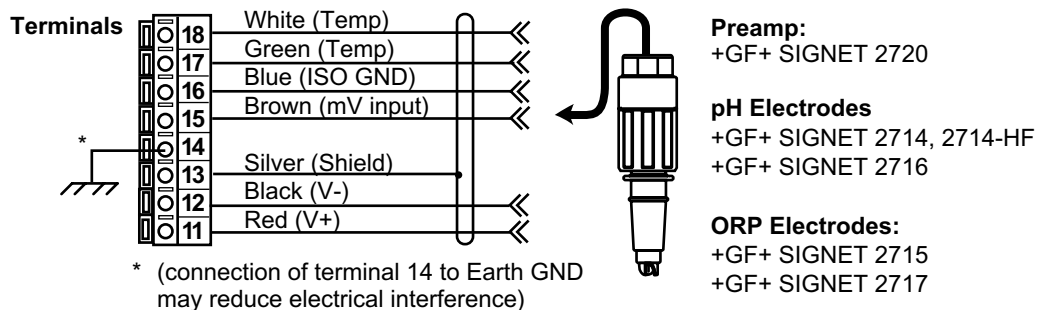 Terminals
18 White (Temp)
17 Green (Temp)
16 Blue (ISO GND)
15 Brown (mV input)
* 14
13 Silver (Shield)
12 Black (V-)
11 Red (V+)
* (connection of terminal 14 to Earth GND
may reduce electrical interference)
Preamp:
+GF+ SIGNET 2720
pH Electrodes
+GF+ SIGNET 2714, 2714-HF
+GF+ SIGNET 2716
ORP Electrodes:
+GF+ SIGNET 2715
+GF+ SIGNET 2717